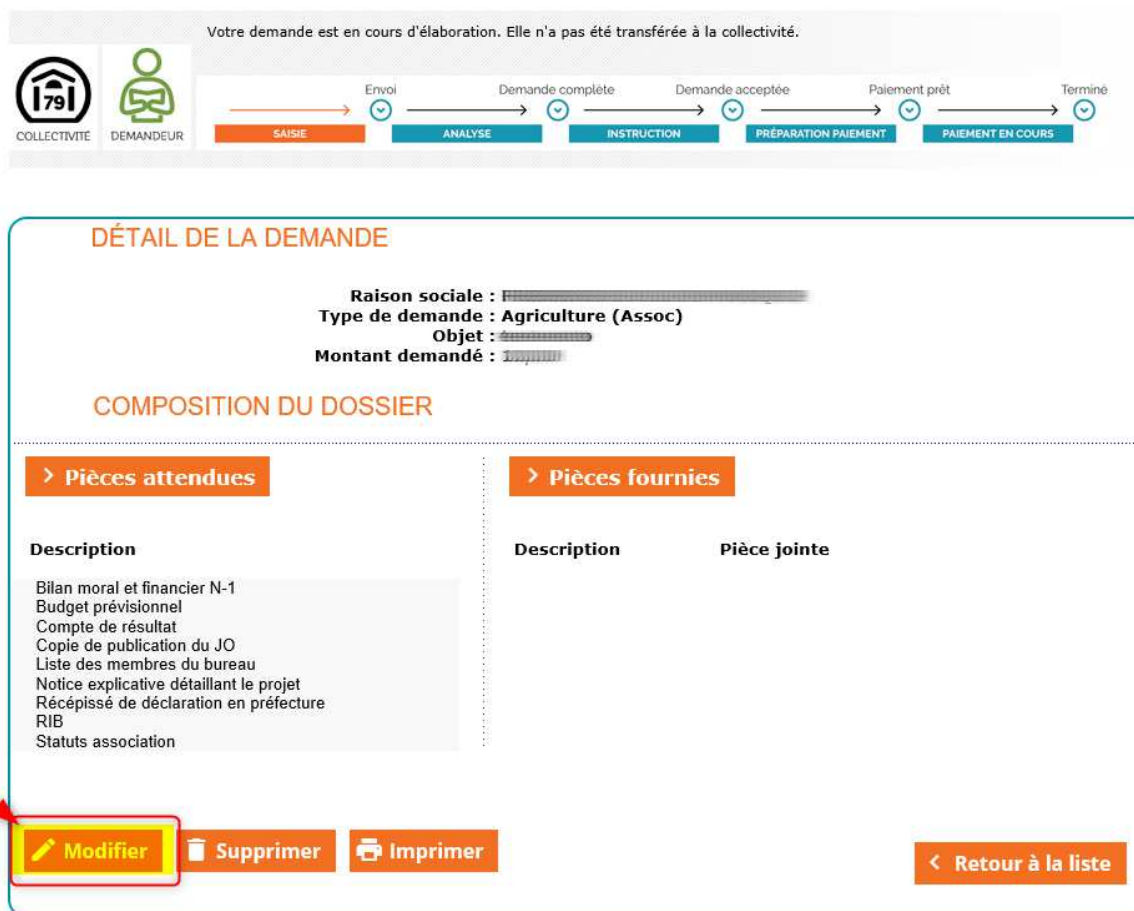 Votre demande est en cours d'élaboration. Elle n'a pas été transférée à la collectivité.
79
COLLECTIVITÉ
DEMANDEUR
Envoi
Demande complète
Demande acceptée
Paiement prêt
Terminé
SAISIE
ANALYSE
INSTRUCTION
PRÉPARATION PAIEMENT
PAIEMENT EN COURS
DÉTAIL DE LA DEMANDE
Raison sociale :
Type de demande : Agriculture (Assoc)
Objet :
Montant demandé :
COMPOSITION DU DOSSIER
> Pièces attendues
Description
Bilan moral et financier N-1
Budget prévisionnel
Compte de résultat
Copie de publication du JO
Liste des membres du bureau
Notice explicative détaillant le projet
Récépissé de déclaration en préfecture
RIB
Statuts association
> Pièces fournies
Description Pièce jointe
Modifier
Supprimer
Imprimer
< Retour à la liste